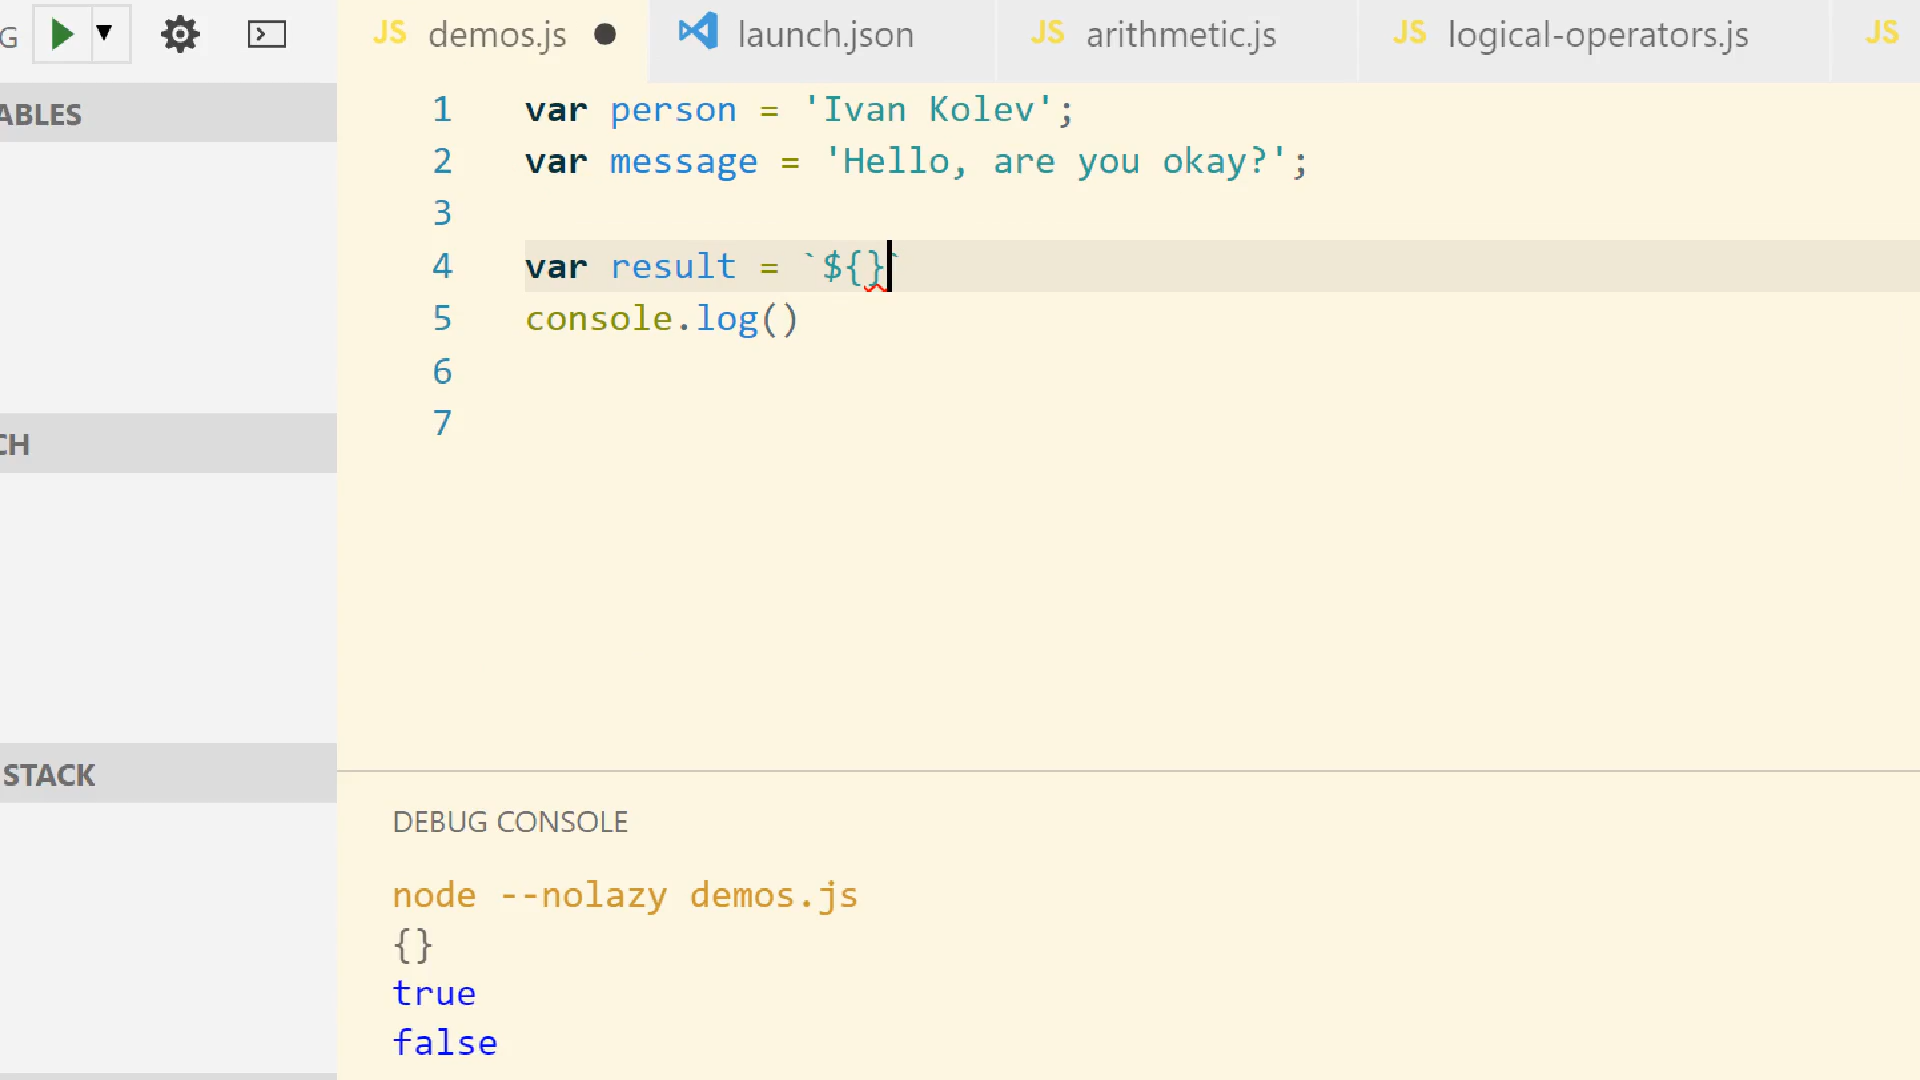 G JS demos.js launch.json JS arithmetic.js JS logical-operators.js JS
ABLES
CH
STACK
1 var person = 'Ivan Kolev';
2 var message = 'Hello, are you okay?';
3
4 var result = `${}`
5 console.log()
6
7
DEBUG CONSOLE
node --nolazy demos.js
{}
true
false